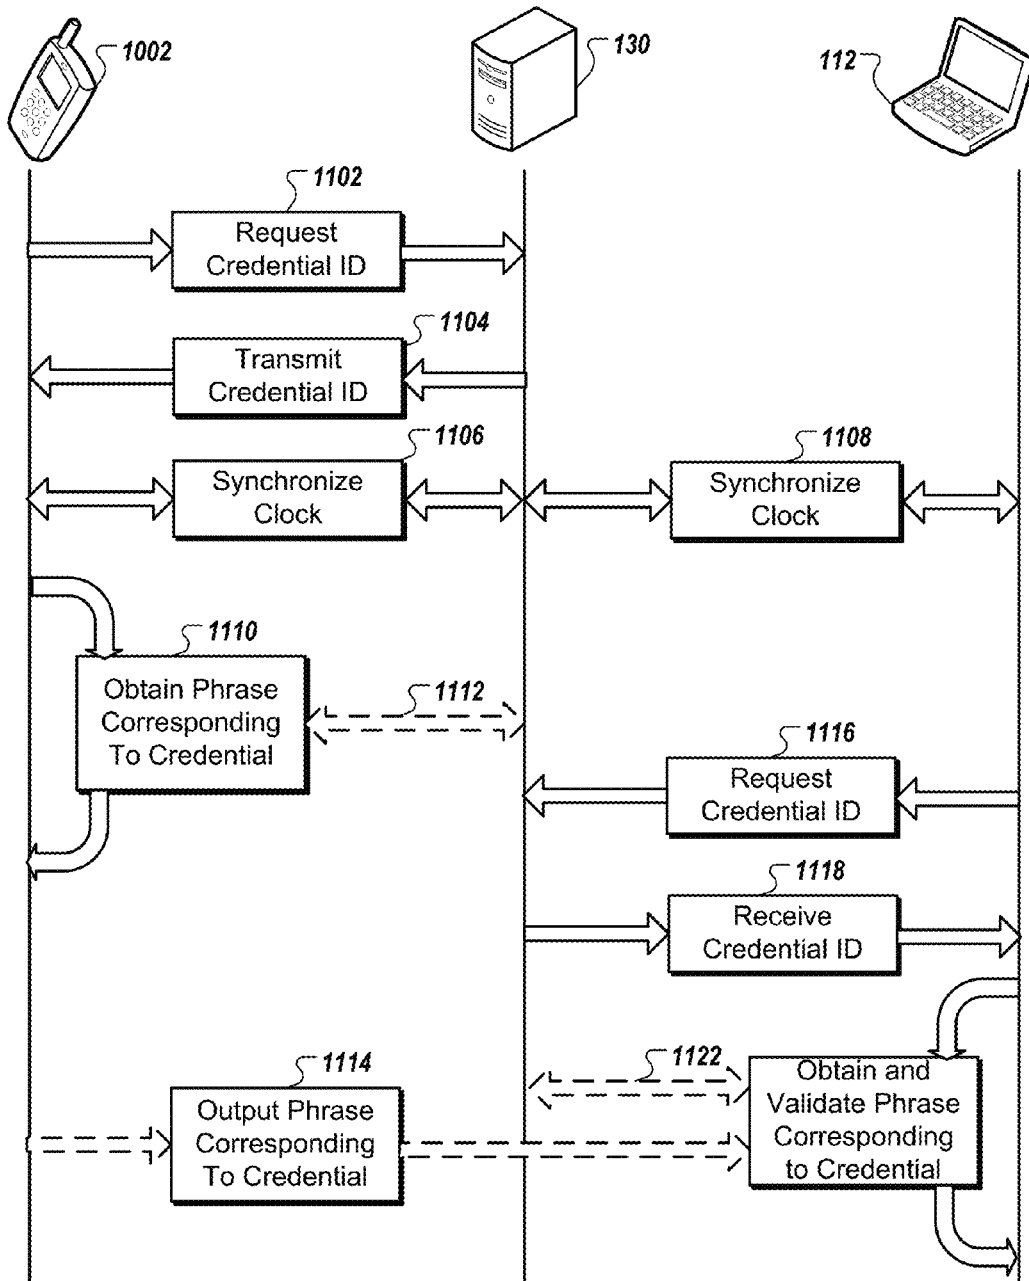 1002
130
112
1102
Request
Credential ID
1104
Transmit
Credential ID
1106
Synchronize
Clock
1108
Synchronize
Clock
1110
Obtain Phrase
Corresponding
To Credential
1112
1116
Request
Credential ID
1118
Receive
Credential ID
1114
Output Phrase
Corresponding
To Credential
1122
Obtain and
Validate Phrase
Corresponding
to Credential